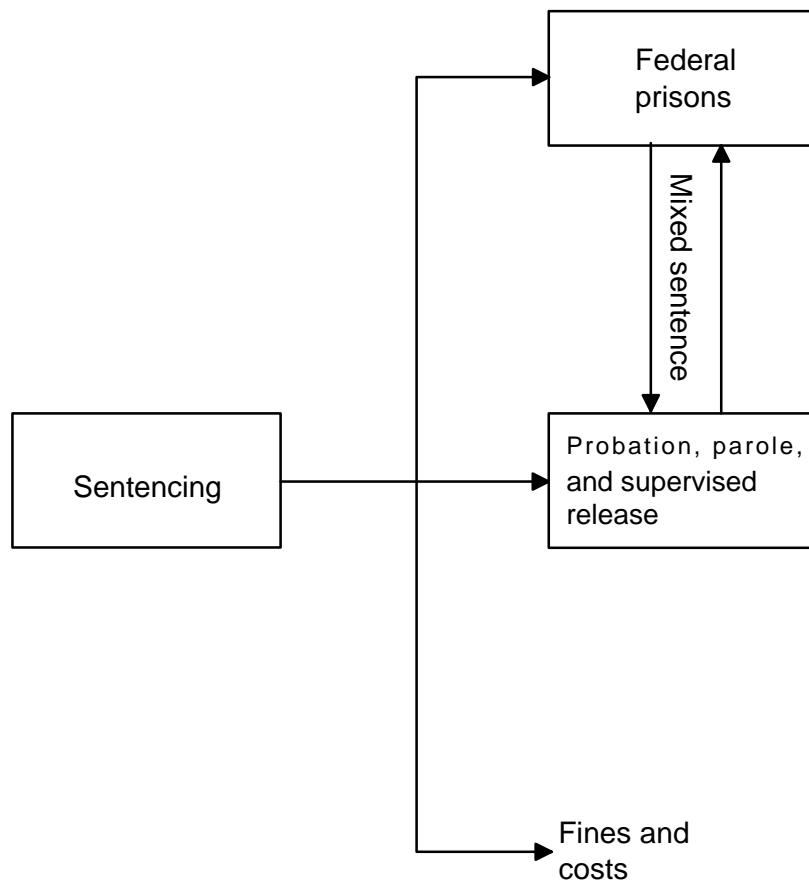 Federal
prisons
Mixed sentence
Sentencing
Probation, parole,
and supervised
release
Fines and
costs